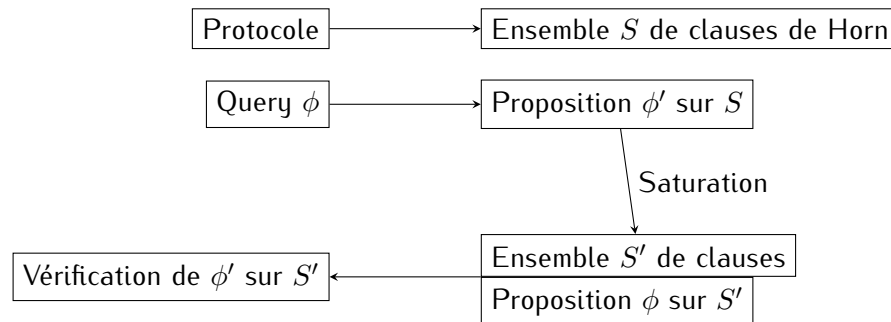 Protocole
Ensemble S de clauses de Horn
Query ϕ
Proposition ϕ′ sur S
Saturation
Ensemble S′ de clauses
Vérification de ϕ′ sur S′
Proposition ϕ sur S′